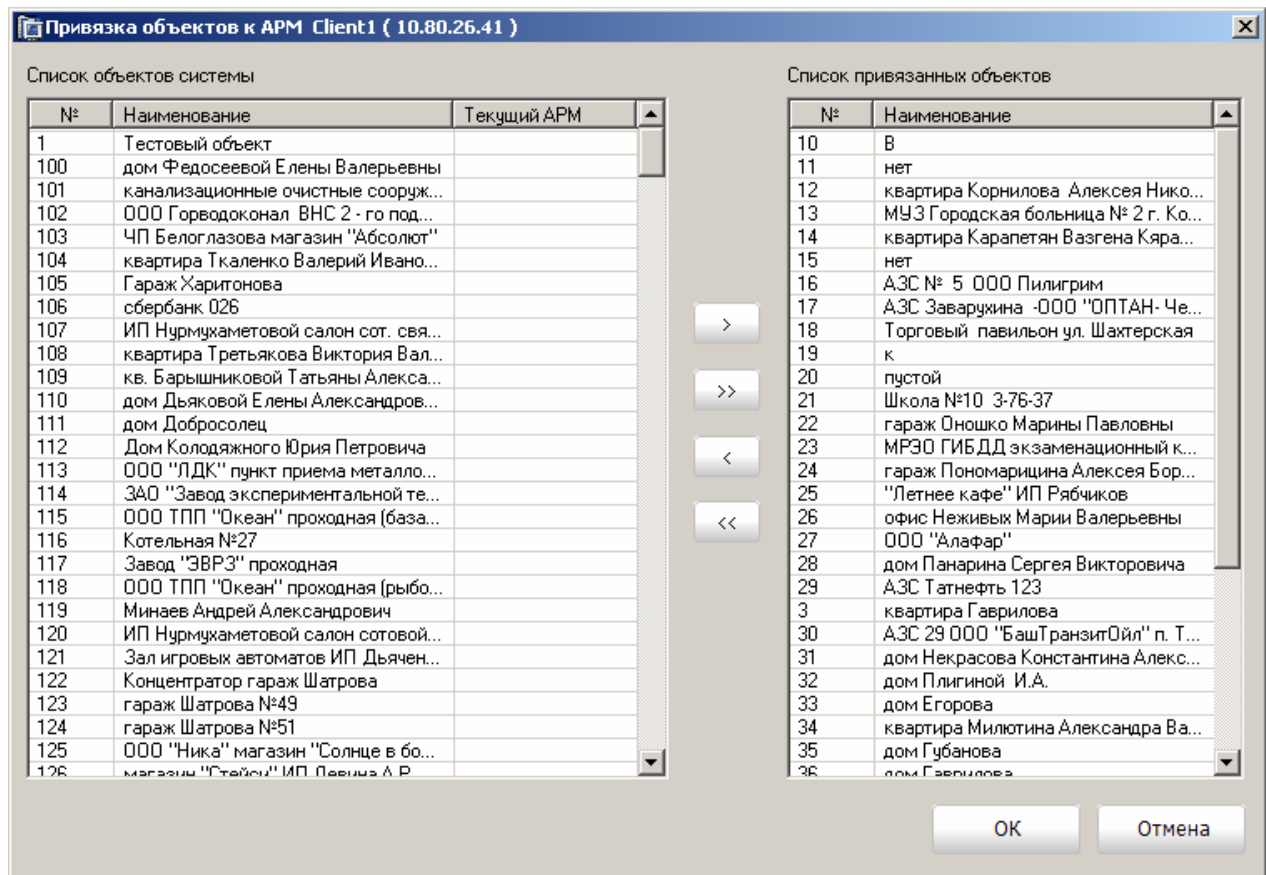 Привязка объектов к АРМ Client1 ( 10.80.26.41 )
Список объектов системы
№ Наименование Текущий АРМ
1 Тестовый объект
100 дом Федосеевой Елены Валерьевны
101 канализационные очистные сооруж...
102 ООО Горводоконал ВНС 2 - го под...
103 ЧП Белоглазова магазин "Абсолют"
104 квартира Ткаленко Валерий Ивано...
105 Гараж Харитонова
106 сбербанк 026
107 ИП Нурмухаметовой салон сот. свя...
108 квартира Третьякова Виктория Вал...
109 кв. Барышниковой Татьяны Алекса...
110 дом Дьяковой Елены Александров...
111 дом Добросолец
112 Дом Колодяжного Юрия Петровича
113 ООО "ЛДК" пункт приема металло...
114 ЗАО "Завод экспериментальной те...
115 ООО ТПП "Океан" проходная (база...
116 Котельная №27
117 Завод "ЭВРЗ" проходная
118 ООО ТПП "Океан" проходная (рыбо...
119 Минаев Андрей Александрович
120 ИП Нурмухаметовой салон сотовой...
121 Зал игровых автоматов ИП Дьячен...
122 Концентратор гараж Шатрова
123 гараж Шатрова №49
124 гараж Шатрова №51
125 ООО "Ника" магазин "Солнце в бо...
126 магазин "Стейси" ИП Левина А.Р.
>
>>
<
<<
Список привязанных объектов
№ Наименование
10 В
11 нет
12 квартира Корнилова Алексея Нико...
13 МУЗ Городская больница № 2 г. Ко...
14 квартира Карапетян Вазгена Кяра...
15 нет
16 АЗС № 5 ООО Пилигрим
17 АЗС Заварухина -ООО "ОПТАН- Че...
18 Торговый павильон ул. Шахтерская
19 к
20 пустой
21 Школа №10 3-76-37
22 гараж Оношко Марины Павловны
23 МРЭО ГИБДД экзаменационный к...
24 гараж Пономарицина Алексея Бор...
25 "Летнее кафе" ИП Рябчиков
26 офис Неживых Марии Валерьевны
27 ООО "Алафар"
28 дом Панарина Сергея Викторовича
29 АЗС Татнефть 123
3 квартира Гаврилова
30 АЗС 29 ООО "БашТранзитОйл" п. Т...
31 дом Некрасова Константина Алекс...
32 дом Плигиной И.А.
33 дом Егорова
34 квартира Милютина Александра Ва...
35 дом Губанова
36 дом Гаврилова
ОК Отмена